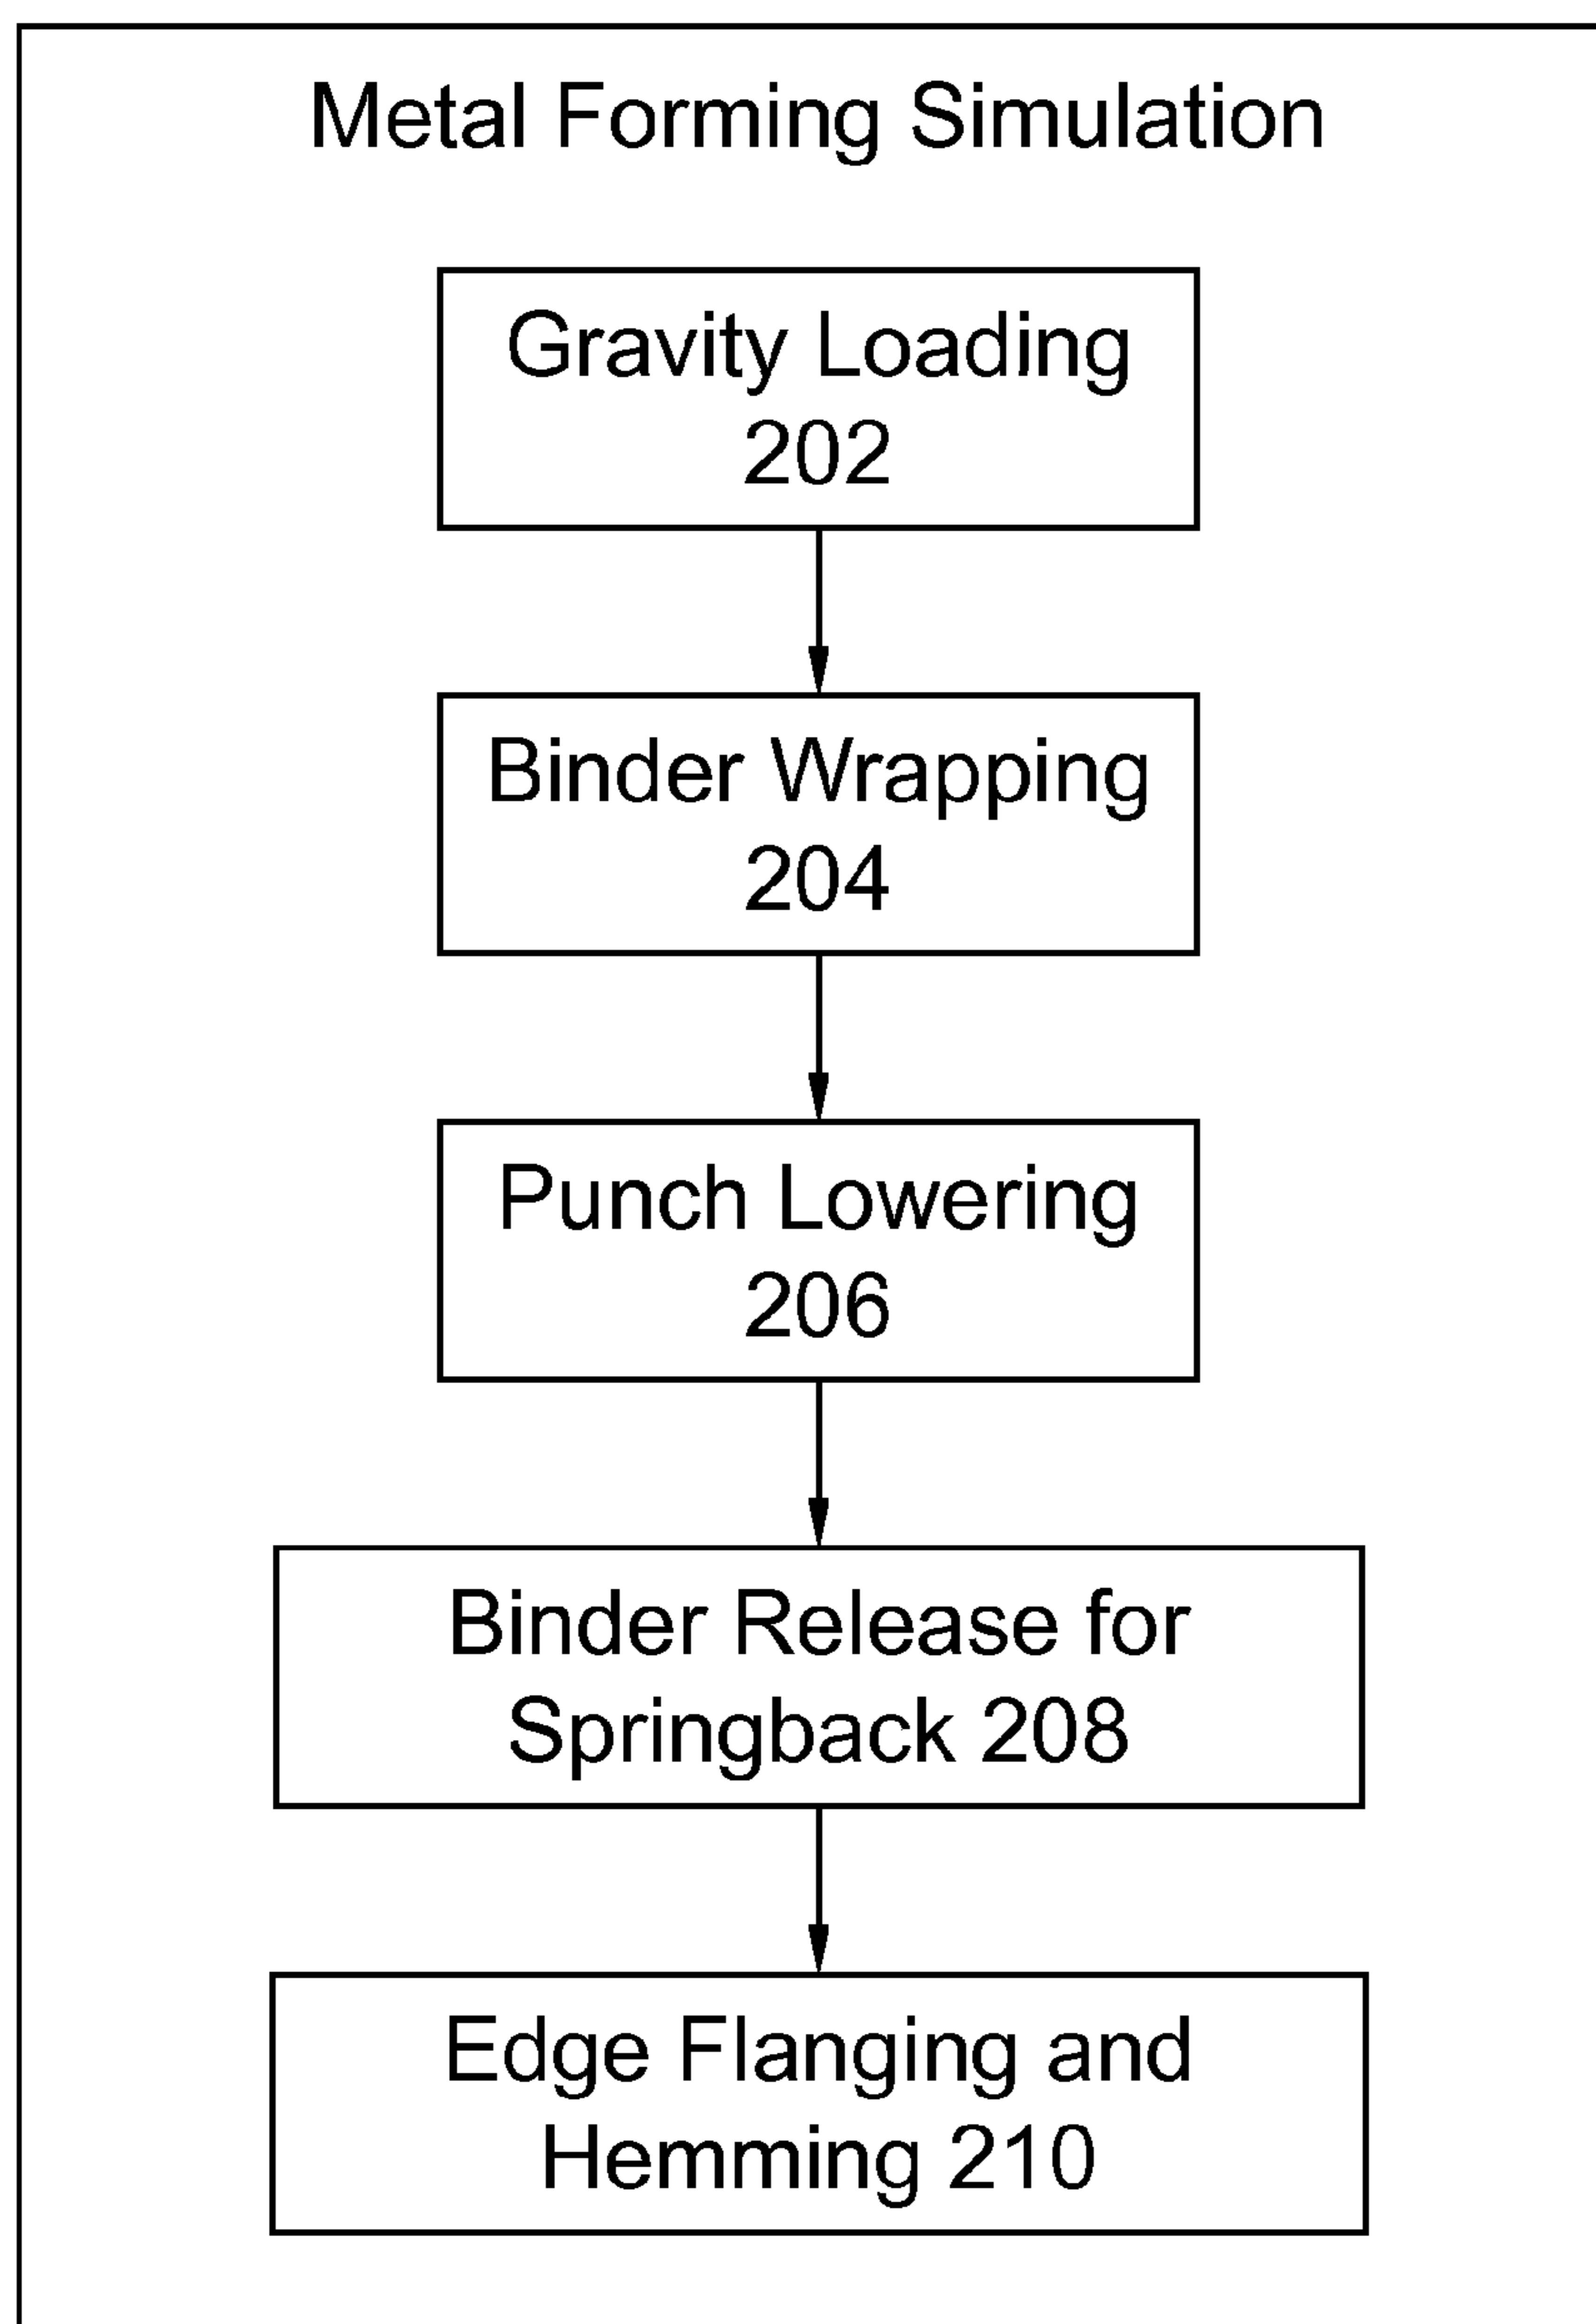 Metal Forming Simulation
Gravity Loading
202
Binder Wrapping
204
Punch Lowering
206
Binder Release for
Springback 208
Edge Flanging and
Hemming 210